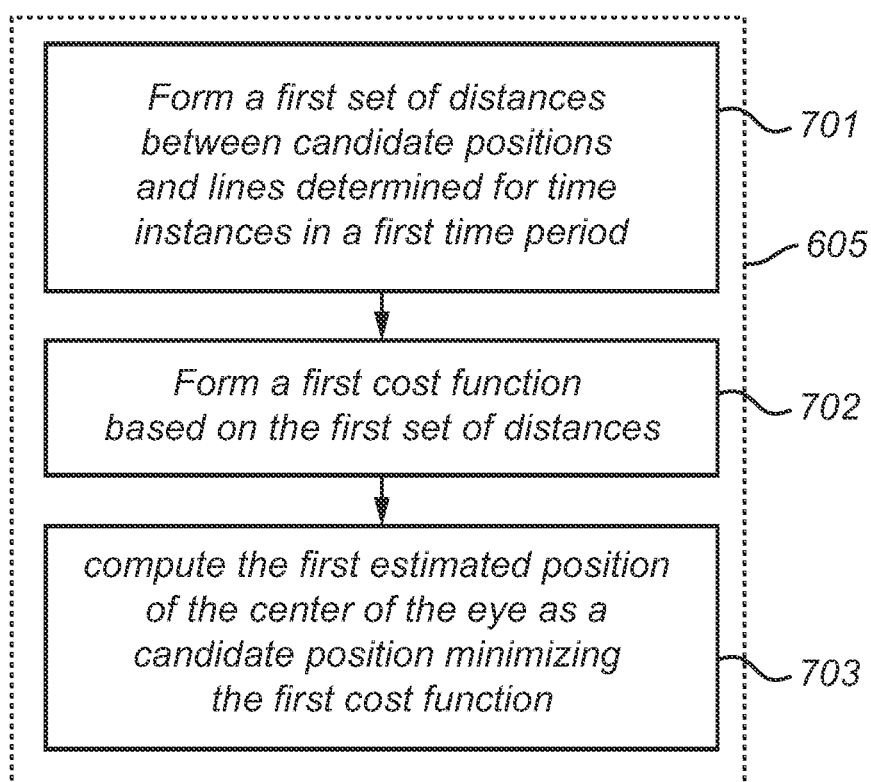 Form a first set of distances
between candidate positions
and lines determined for time
instances in a first time period
701
605
Form a first cost function
based on the first set of distances
702
compute the first estimated position
of the center of the eye as a
candidate position minimizing
the first cost function
703